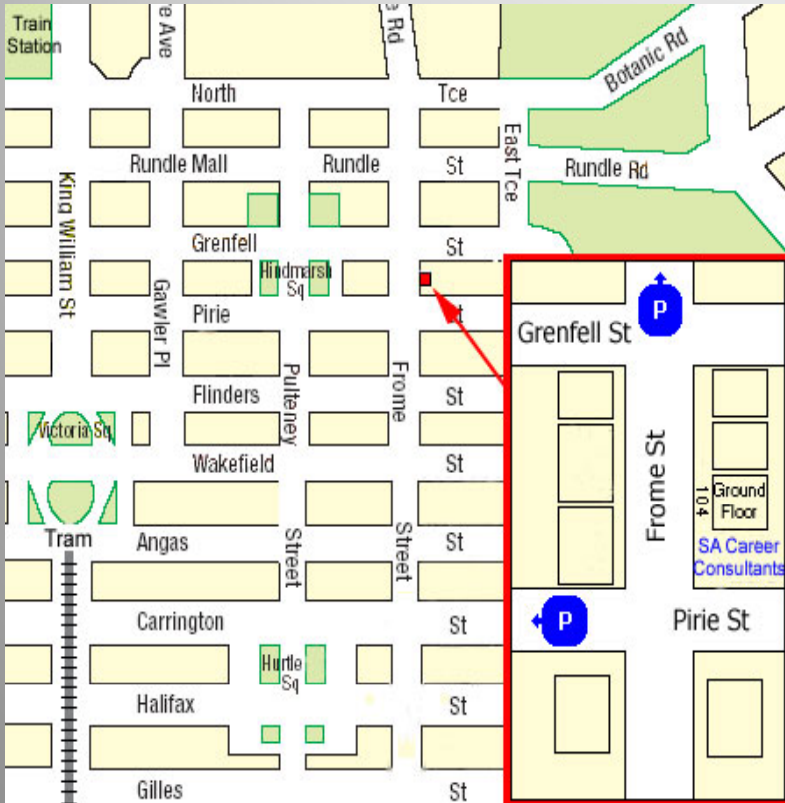 Train
Station
re Ave
e Rd
Botanic Rd
North Tce
East Tce
Rundle Mall Rundle St
Rundle Rd
King William St
Grenfell St
Hindmarsh
Sq
Gawler Pl
Pirie St
Pulteney
Frome
Flinders St
Victoria Sq
Wakefield St
Tram
Angas St
Street
Street
Carrington St
Hurtle
Sq
Halifax St
Gilles St
P
Grenfell St
Frome St
104
Ground
Floor
SA Career
Consultants
P
Pirie St